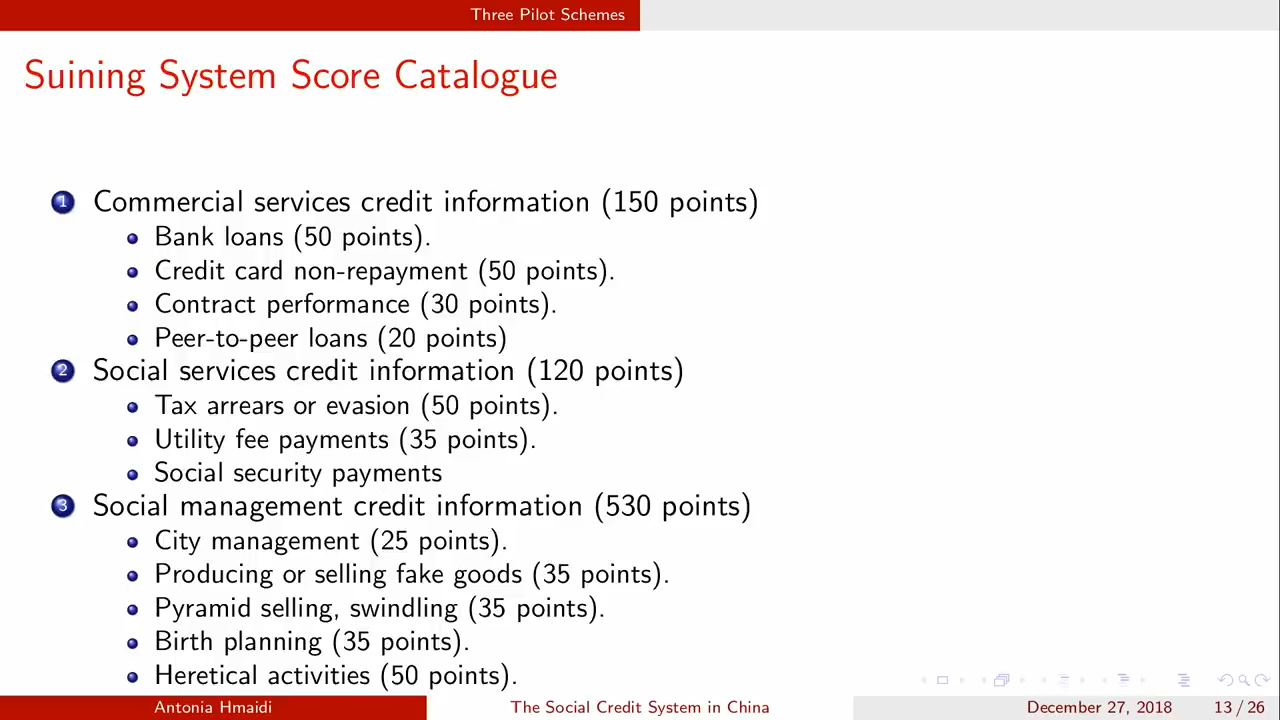 Three Pilot Schemes
Suining System Score Catalogue
1 Commercial services credit information (150 points)
Bank loans (50 points).
Credit card non-repayment (50 points).
Contract performance (30 points).
Peer-to-peer loans (20 points)
2 Social services credit information (120 points)
Tax arrears or evasion (50 points).
Utility fee payments (35 points).
Social security payments
3 Social management credit information (530 points)
City management (25 points).
Producing or selling fake goods (35 points).
Pyramid selling, swindling (35 points).
Birth planning (35 points).
Heretical activities (50 points).
Antonia Hmaidi The Social Credit System in China December 27, 2018 13 / 26